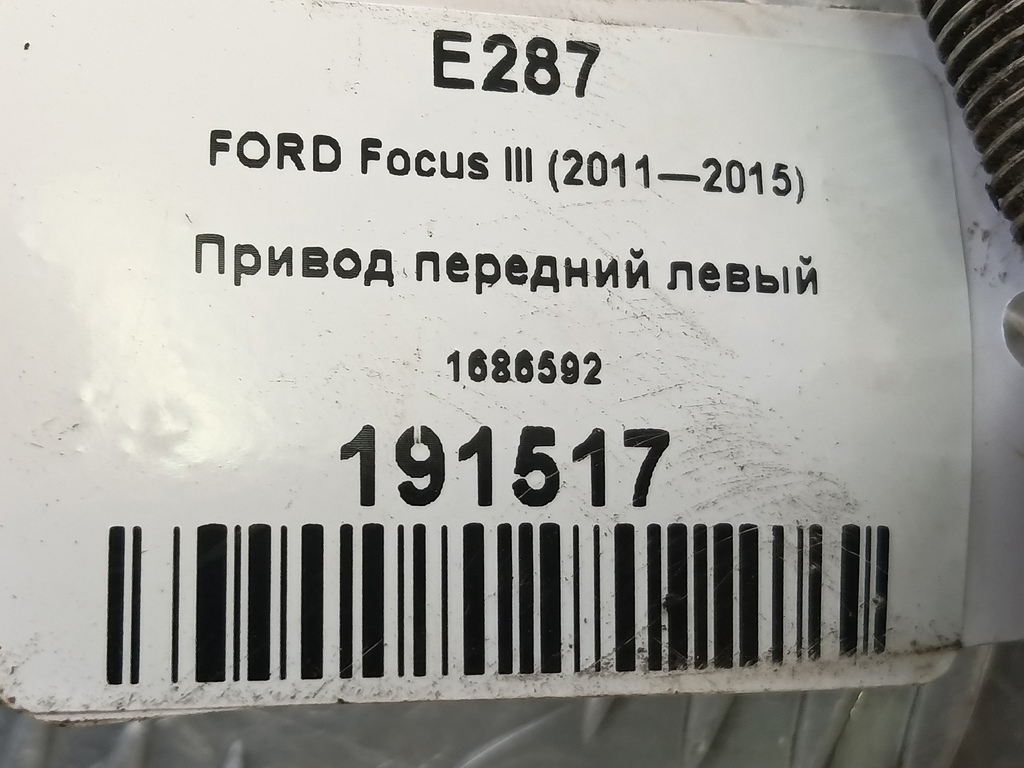 E287
FORD Focus III (2011—2015)
Привод передний левый
1686592
191517